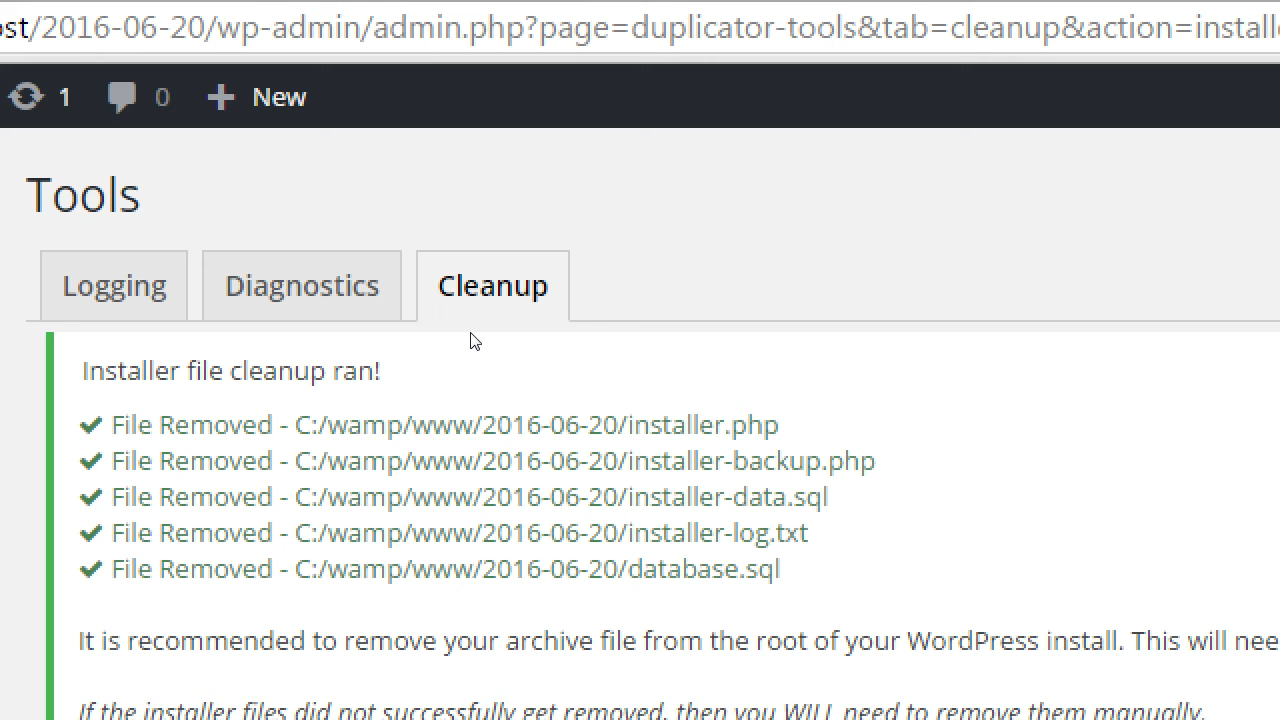 st/2016-06-20/wp-admin/admin.php?page=duplicator-tools&tab=cleanup&action=install
1 0 New
Tools
Logging Diagnostics Cleanup
Installer file cleanup ran!
File Removed - C:/wamp/www/2016-06-20/installer.php
File Removed - C:/wamp/www/2016-06-20/installer-backup.php
File Removed - C:/wamp/www/2016-06-20/installer-data.sql
File Removed - C:/wamp/www/2016-06-20/installer-log.txt
File Removed - C:/wamp/www/2016-06-20/database.sql
It is recommended to remove your archive file from the root of your WordPress install. This will nee
If the installer files did not successfully get removed, then you WILL need to remove them manually.